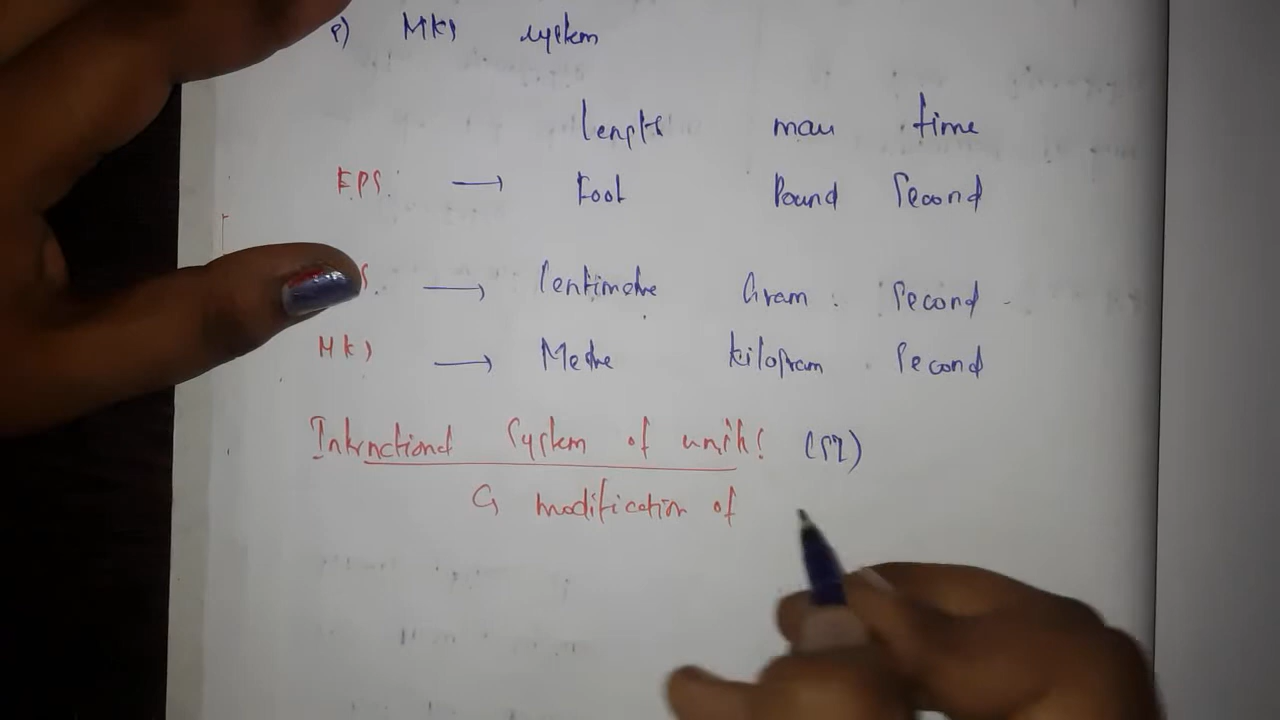 MKS system
length mass time
FPS. → Foot Pound Second
S. → Centimetre Gram. Second
MKS → Metre kilogram Second
International System of units! (SI)
↳ modification of